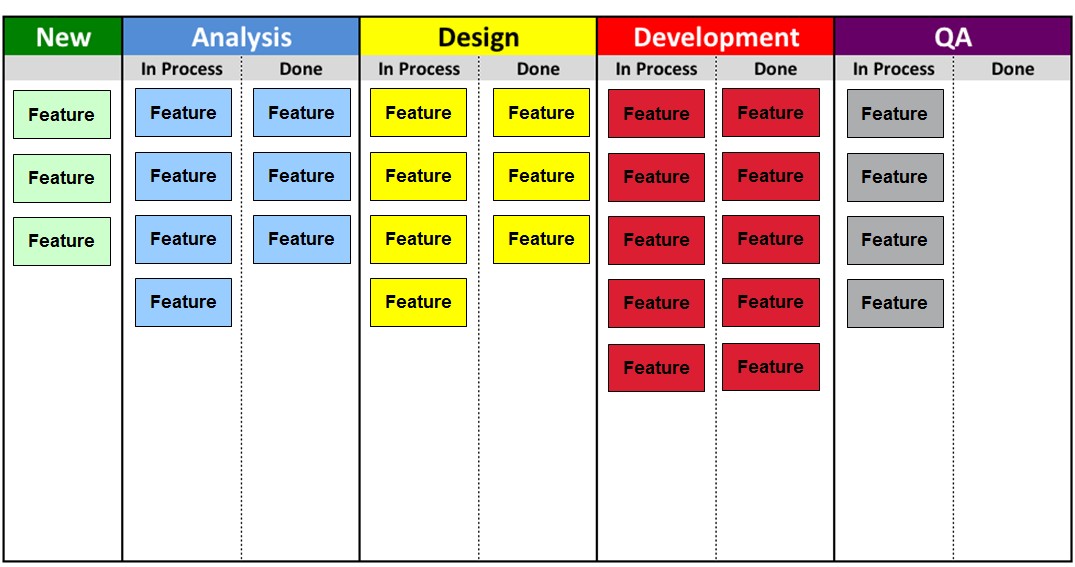 New Analysis Design Development QA
In Process Done In Process Done In Process Done In Process Done
Feature Feature Feature Feature Feature Feature Feature Feature
Feature Feature Feature Feature Feature Feature Feature Feature
Feature Feature Feature Feature Feature Feature Feature Feature
Feature Feature Feature Feature Feature
Feature Feature